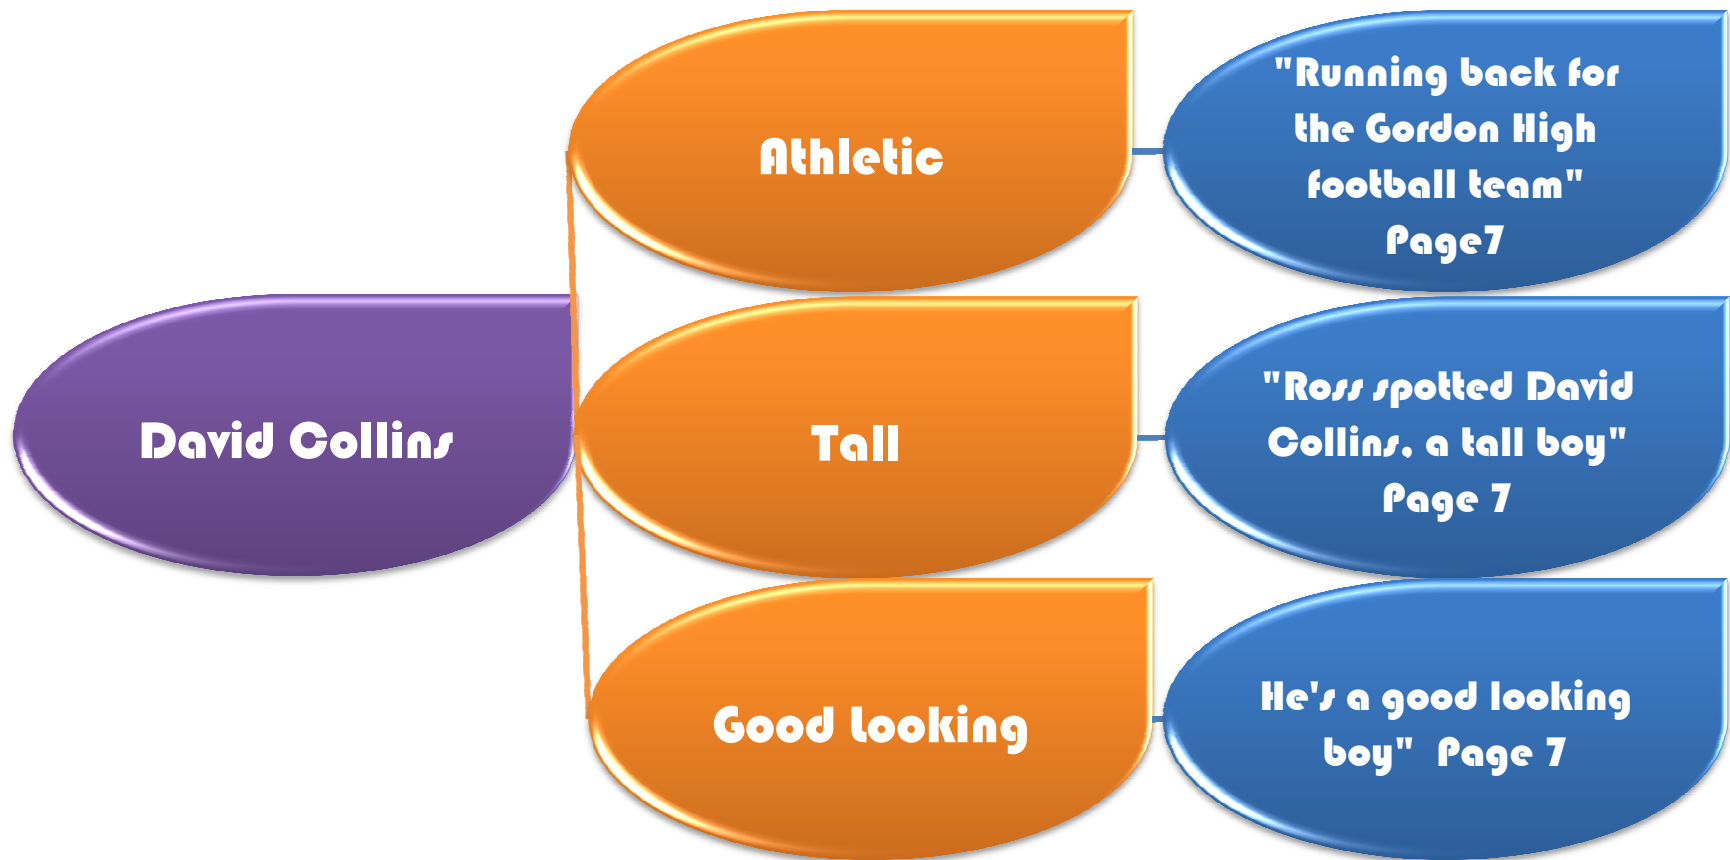 David Collins
Athletic
"Running back for
the Gordon High
football team"
Page7
Tall
"Ross spotted David
Collins, a tall boy"
Page 7
Good Looking
He's a good looking
boy"  Page 7